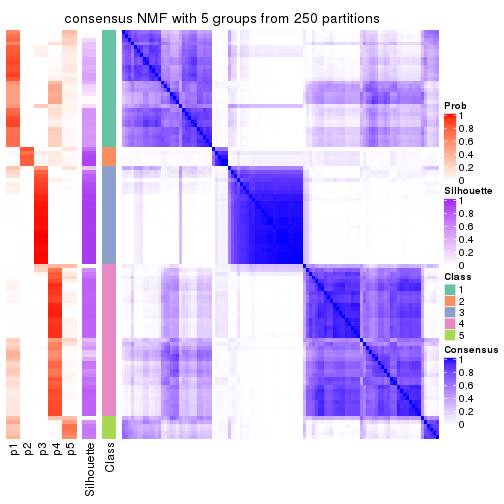 consensus NMF with 5 groups from 250 partitions
Prob
1
0.8
0.6
0.4
0.2
0
Silhouette
1
0.8
0.6
0.4
0.2
0
Class
1
2
3
4
5
Consensus
1
0.8
0.6
0.4
0.2
0
p1
p2
p3
p4
p5
Silhouette
Class